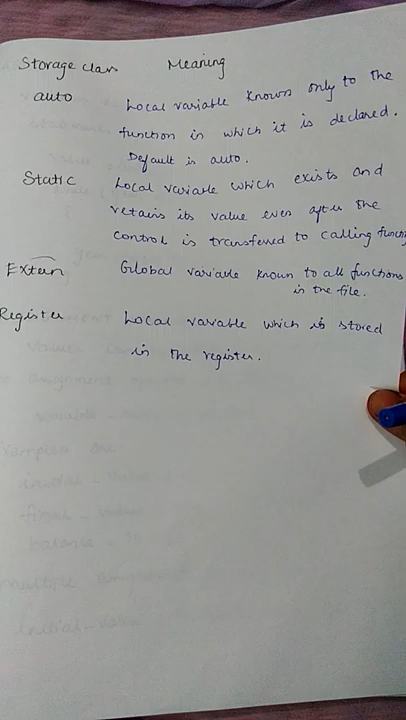 Storage class Meaning
auto Local variable known only to the
function in which it is declared.
Default is auto.
Static Local variable which exists and
retains its value even after the
control is transferred to calling functi
Extern Global variable known to all functions
in the file.
Register Local variable which is stored
in the register.